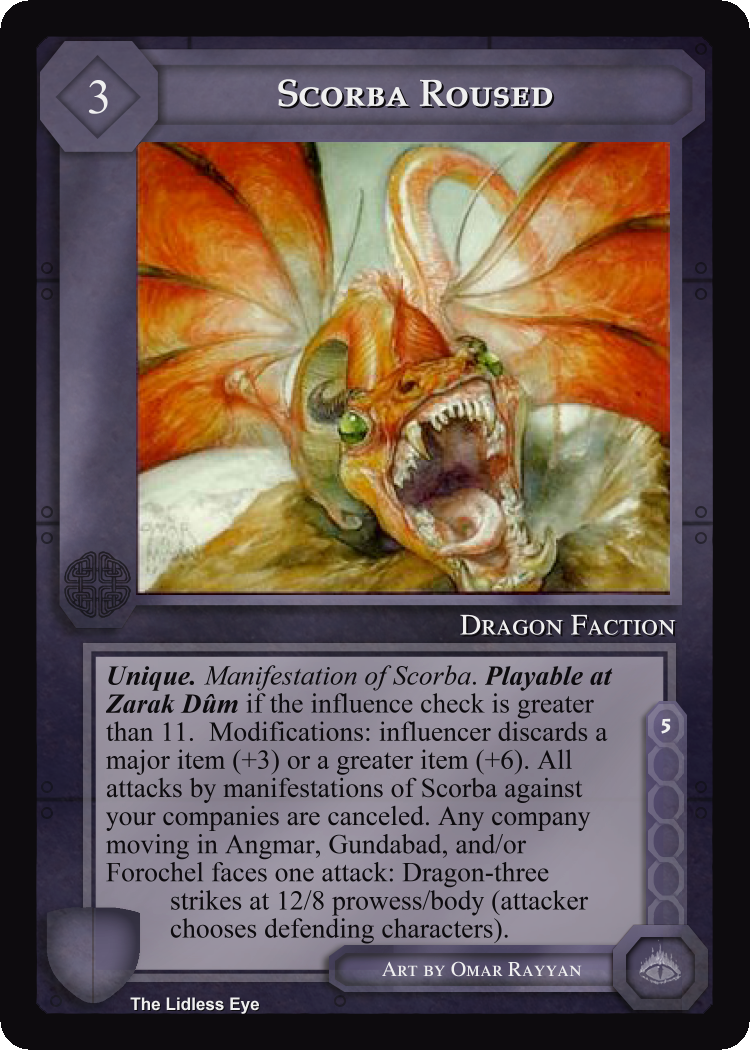 3
Scorba Roused
Dragon Faction
Unique. Manifestation of Scorba. Playable at
Zarak Dûm if the influence check is greater
than 11. Modifications: influencer discards a
major item (+3) or a greater item (+6). All
attacks by manifestations of Scorba against
your companies are canceled. Any company
moving in Angmar, Gundabad, and/or
Forochel faces one attack: Dragon-three
strikes at 12/8 prowess/body (attacker
chooses defending characters).
5
Art by Omar Rayyan
The Lidless Eye